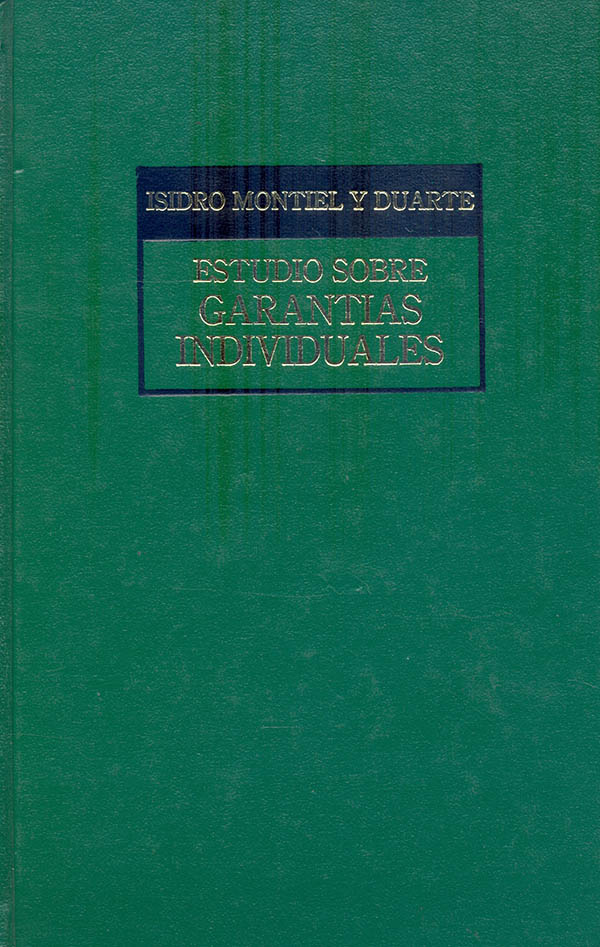 ISIDRO MONTIEL Y DUARTE
ESTUDIO SOBRE
GARANTIAS
INDIVIDUALES